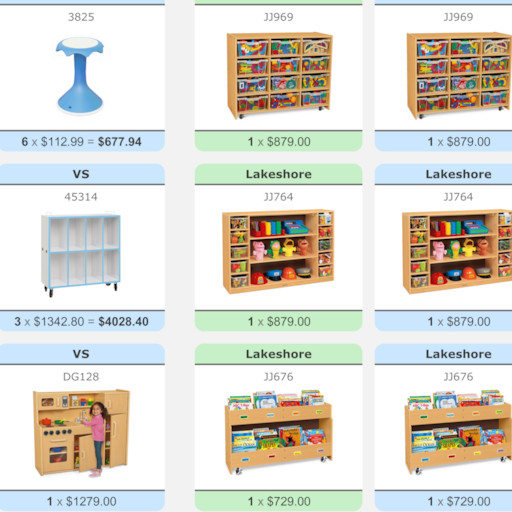 3825
JJ969
JJ969
6 x $112.99 = $677.94
1 x $879.00
1 x $879.00
VS
Lakeshore
Lakeshore
45314
JJ764
JJ764
3 x $1342.80 = $4028.40
1 x $879.00
1 x $879.00
VS
Lakeshore
Lakeshore
DG128
JJ676
JJ676
1 x $1279.00
1 x $729.00
1 x $729.00